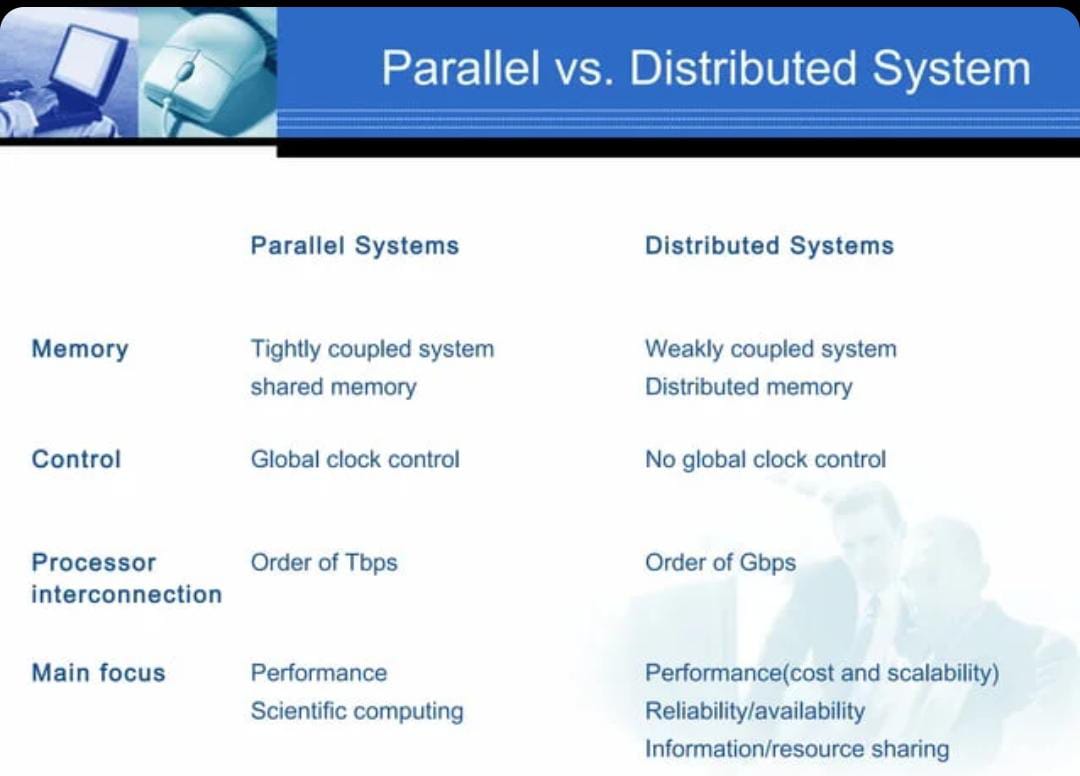 Parallel vs. Distributed System
Parallel Systems Distributed Systems
Memory Tightly coupled system Weakly coupled system
shared memory Distributed memory
Control Global clock control No global clock control
Processor Order of Tbps Order of Gbps
interconnection
Main focus Performance Performance(cost and scalability)
Scientific computing Reliability/availability
Information/resource sharing